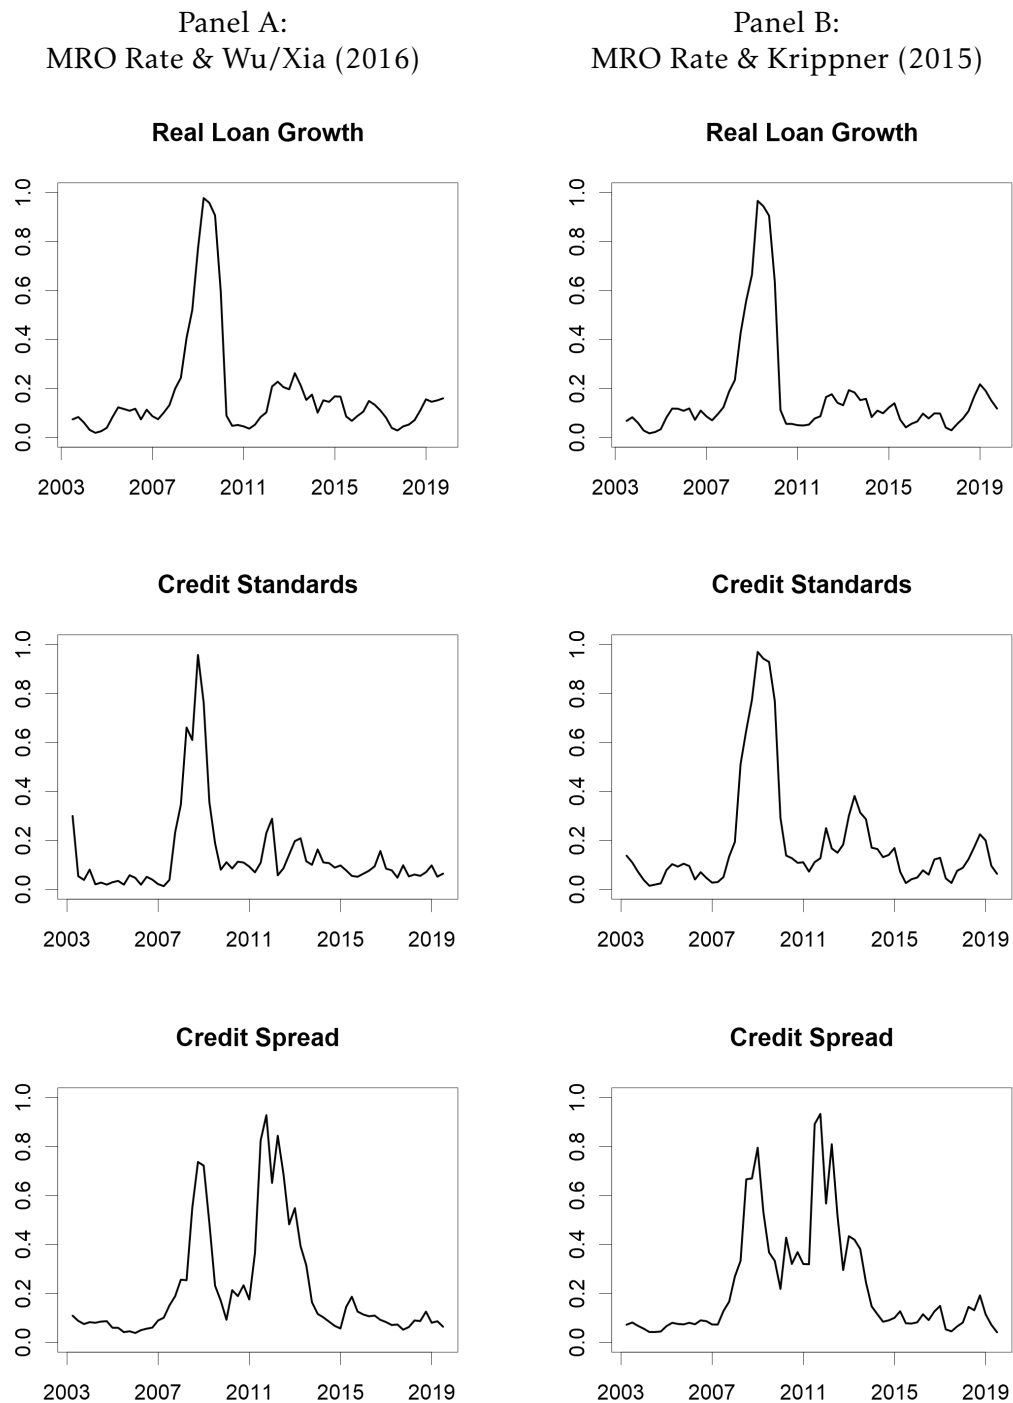 Panel A:
MRO Rate & Wu/Xia (2016)
Panel B:
MRO Rate & Krippner (2015)
Real Loan Growth
1.0
0.8
0.6
0.4
0.2
0.0
2003 2007 2011 2015 2019
Real Loan Growth
1.0
0.8
0.6
0.4
0.2
0.0
2003 2007 2011 2015 2019
Credit Standards
1.0
0.8
0.6
0.4
0.2
0.0
2003 2007 2011 2015 2019
Credit Standards
1.0
0.8
0.6
0.4
0.2
0.0
2003 2007 2011 2015 2019
Credit Spread
1.0
0.8
0.6
0.4
0.2
0.0
2003 2007 2011 2015 2019
Credit Spread
1.0
0.8
0.6
0.4
0.2
0.0
2003 2007 2011 2015 2019